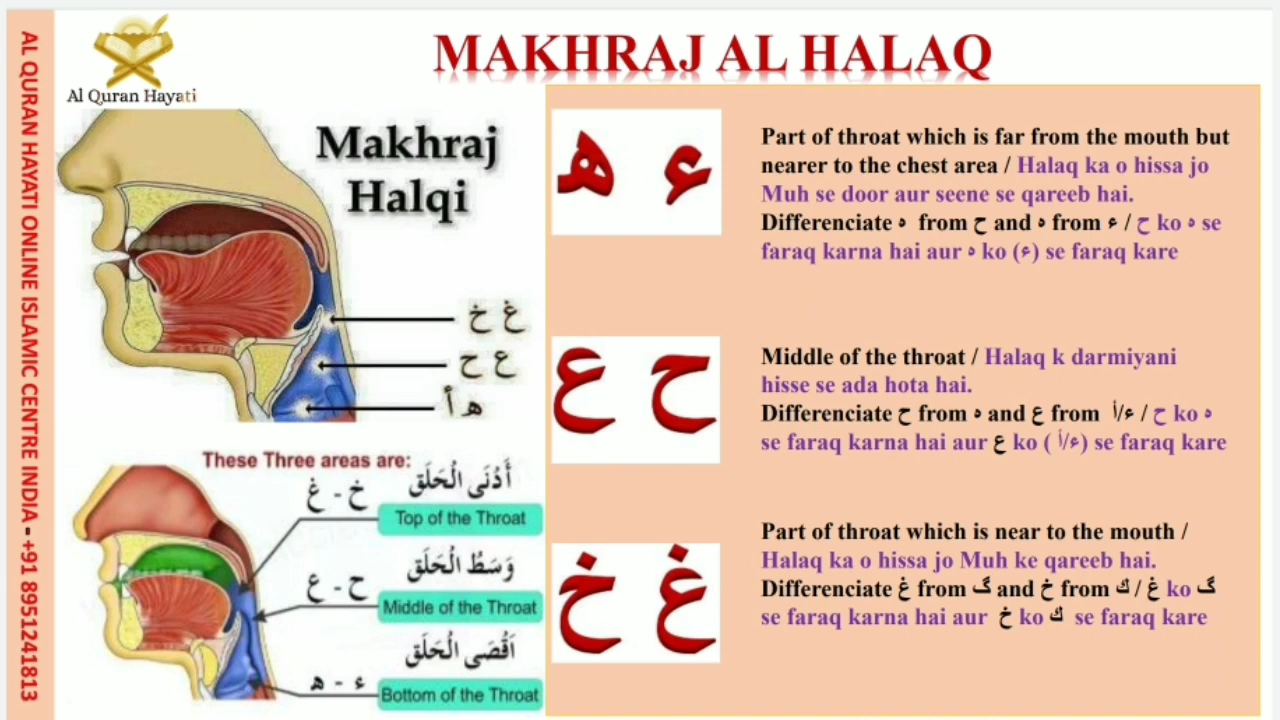 AL QURAN HAYATI ONLINE ISLAMIC CENTRE INDIA - +91 8951241813
Al Quran Hayati
MAKHRAJ AL HALAQ
Makhraj
Halqi
غ خ
ع ح
ه أ
These Three areas are:
أَدُنَى الْحَلَق
خ - غ
Top of the Throat
وَسَطُ الْحَلَق
ح - ع
Middle of the Throat
اَقُصَى الْحَلَق
ء - ه
Bottom of the Throat
ء ه
Part of throat which is far from the mouth but
nearer to the chest area / Halaq ka o hissa jo
Muh se door aur seene se qareeb hai.
Differenciate ه from ح and ه from ء / ح ko ه se
faraq karna hai aur ه ko (ء) se faraq kare
ح ع
Middle of the throat / Halaq k darmiyani
hisse se ada hota hai.
Differenciate ح from ه and ع from أ/ء / ح ko ه
se faraq karna hai aur ع ko ( أ/ء) se faraq kare
غ خ
Part of throat which is near to the mouth /
Halaq ka o hissa jo Muh ke qareeb hai.
Differenciate غ from گ and خ from ك / غ ko گ
se faraq karna hai aur خ ko ك se faraq kare